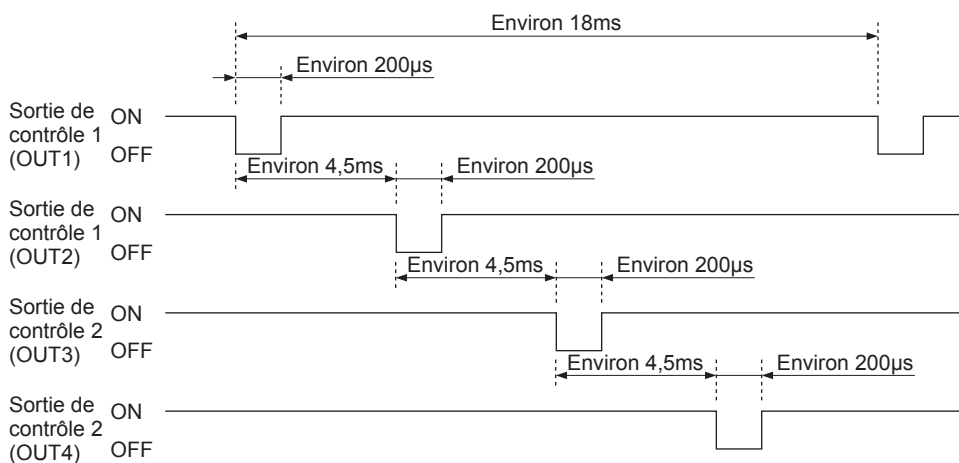 Environ 18ms
Environ 200µs
Sortie de
contrôle 1
(OUT1)
ON
OFF
Environ 4,5ms
Environ 200µs
Sortie de
contrôle 1
(OUT2)
ON
OFF
Environ 4,5ms
Environ 200µs
Sortie de
contrôle 2
(OUT3)
ON
OFF
Environ 4,5ms
Environ 200µs
Sortie de
contrôle 2
(OUT4)
ON
OFF